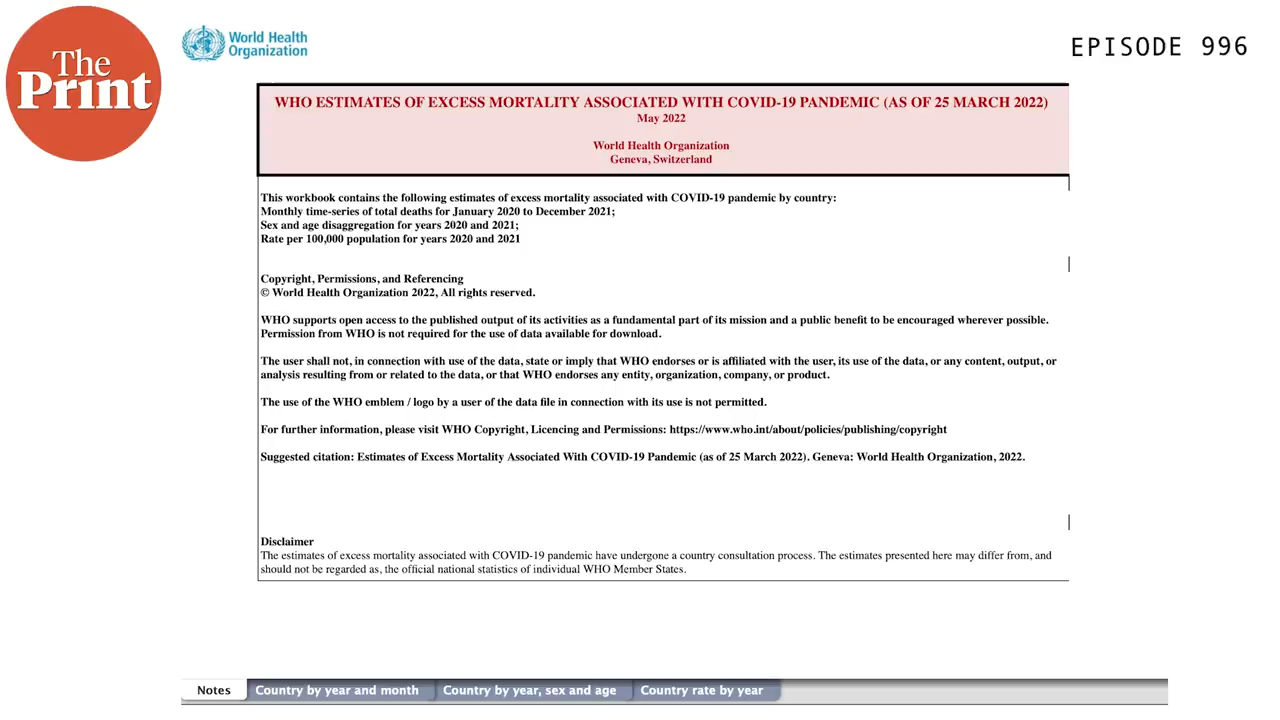 The
Print
World Health
Organization
EPISODE 996
WHO ESTIMATES OF EXCESS MORTALITY ASSOCIATED WITH COVID-19 PANDEMIC (AS OF 25 MARCH 2022)
May 2022
World Health Organization
Geneva, Switzerland
This workbook contains the following estimates of excess mortality associated with COVID-19 pandemic by country:
Monthly time-series of total deaths for January 2020 to December 2021;
Sex and age disaggregation for years 2020 and 2021;
Rate per 100,000 population for years 2020 and 2021
Copyright, Permissions, and Referencing
© World Health Organization 2022, All rights reserved.
WHO supports open access to the published output of its activities as a fundamental part of its mission and a public benefit to be encouraged wherever possible.
Permission from WHO is not required for the use of data available for download.
The user shall not, in connection with use of the data, state or imply that WHO endorses or is affiliated with the user, its use of the data, or any content, output, or
analysis resulting from or related to the data, or that WHO endorses any entity, organization, company, or product.
The use of the WHO emblem / logo by a user of the data file in connection with its use is not permitted.
For further information, please visit WHO Copyright, Licencing and Permissions: https://www.who.int/about/policies/publishing/copyright
Suggested citation: Estimates of Excess Mortality Associated With COVID-19 Pandemic (as of 25 March 2022). Geneva: World Health Organization, 2022.
Disclaimer
The estimates of excess mortality associated with COVID-19 pandemic have undergone a country consultation process. The estimates presented here may differ from, and
should not be regarded as, the official national statistics of individual WHO Member States.
Notes
Country by year and month
Country by year, sex and age
Country rate by year